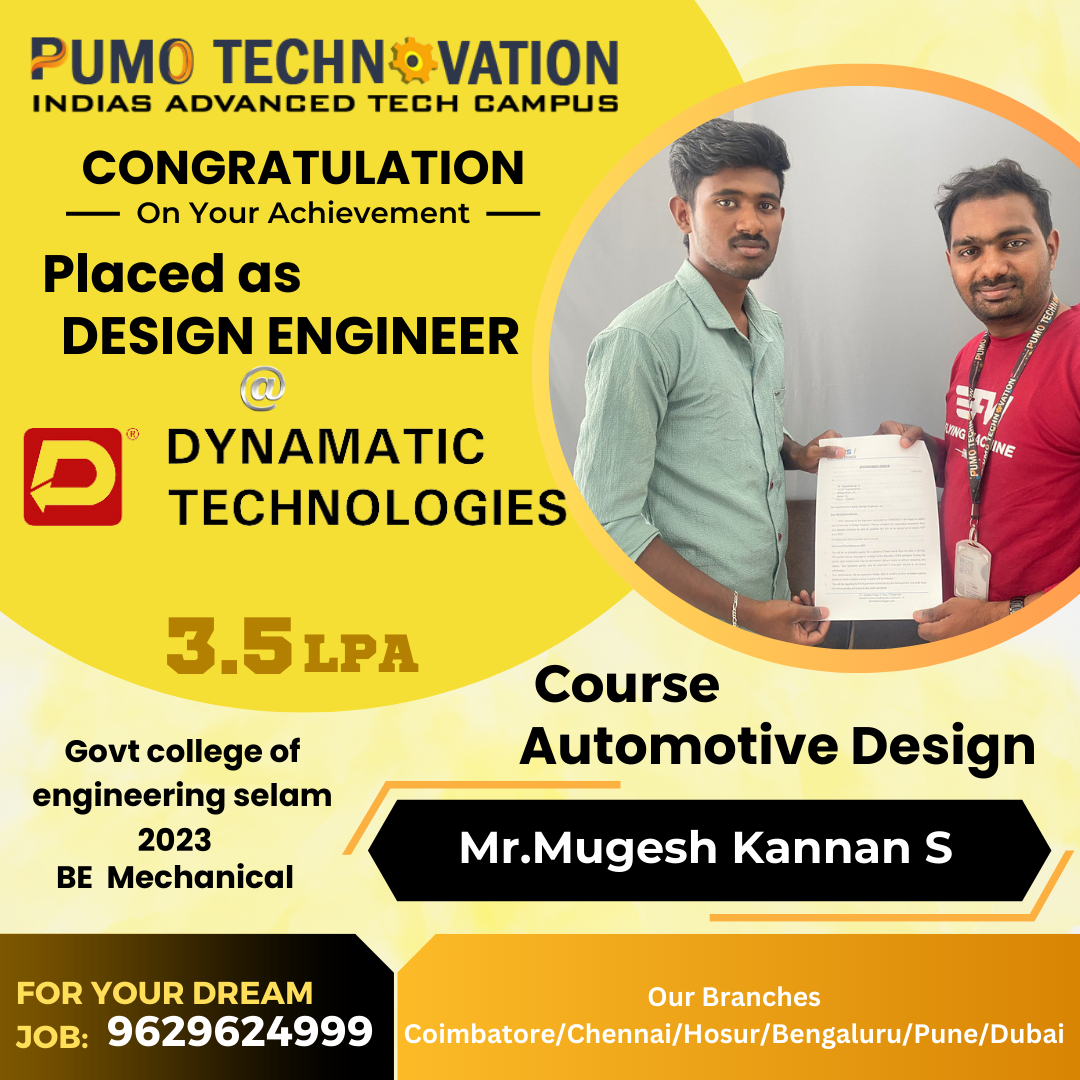 PUMO TECHNOVATION
INDIAS ADVANCED TECH CAMPUS
CONGRATULATION
On Your Achievement
Placed as
DESIGN ENGINEER
@
®
DYNAMATIC
TECHNOLOGIES
3.5 LPA
Course
Automotive Design
Govt college of
engineering selam
2023
BE Mechanical
Mr.Mugesh Kannan S
FOR YOUR DREAM
JOB: 9629624999
Our Branches
Coimbatore/Chennai/Hosur/Bengaluru/Pune/Dubai
PUMO TECHNOVATION